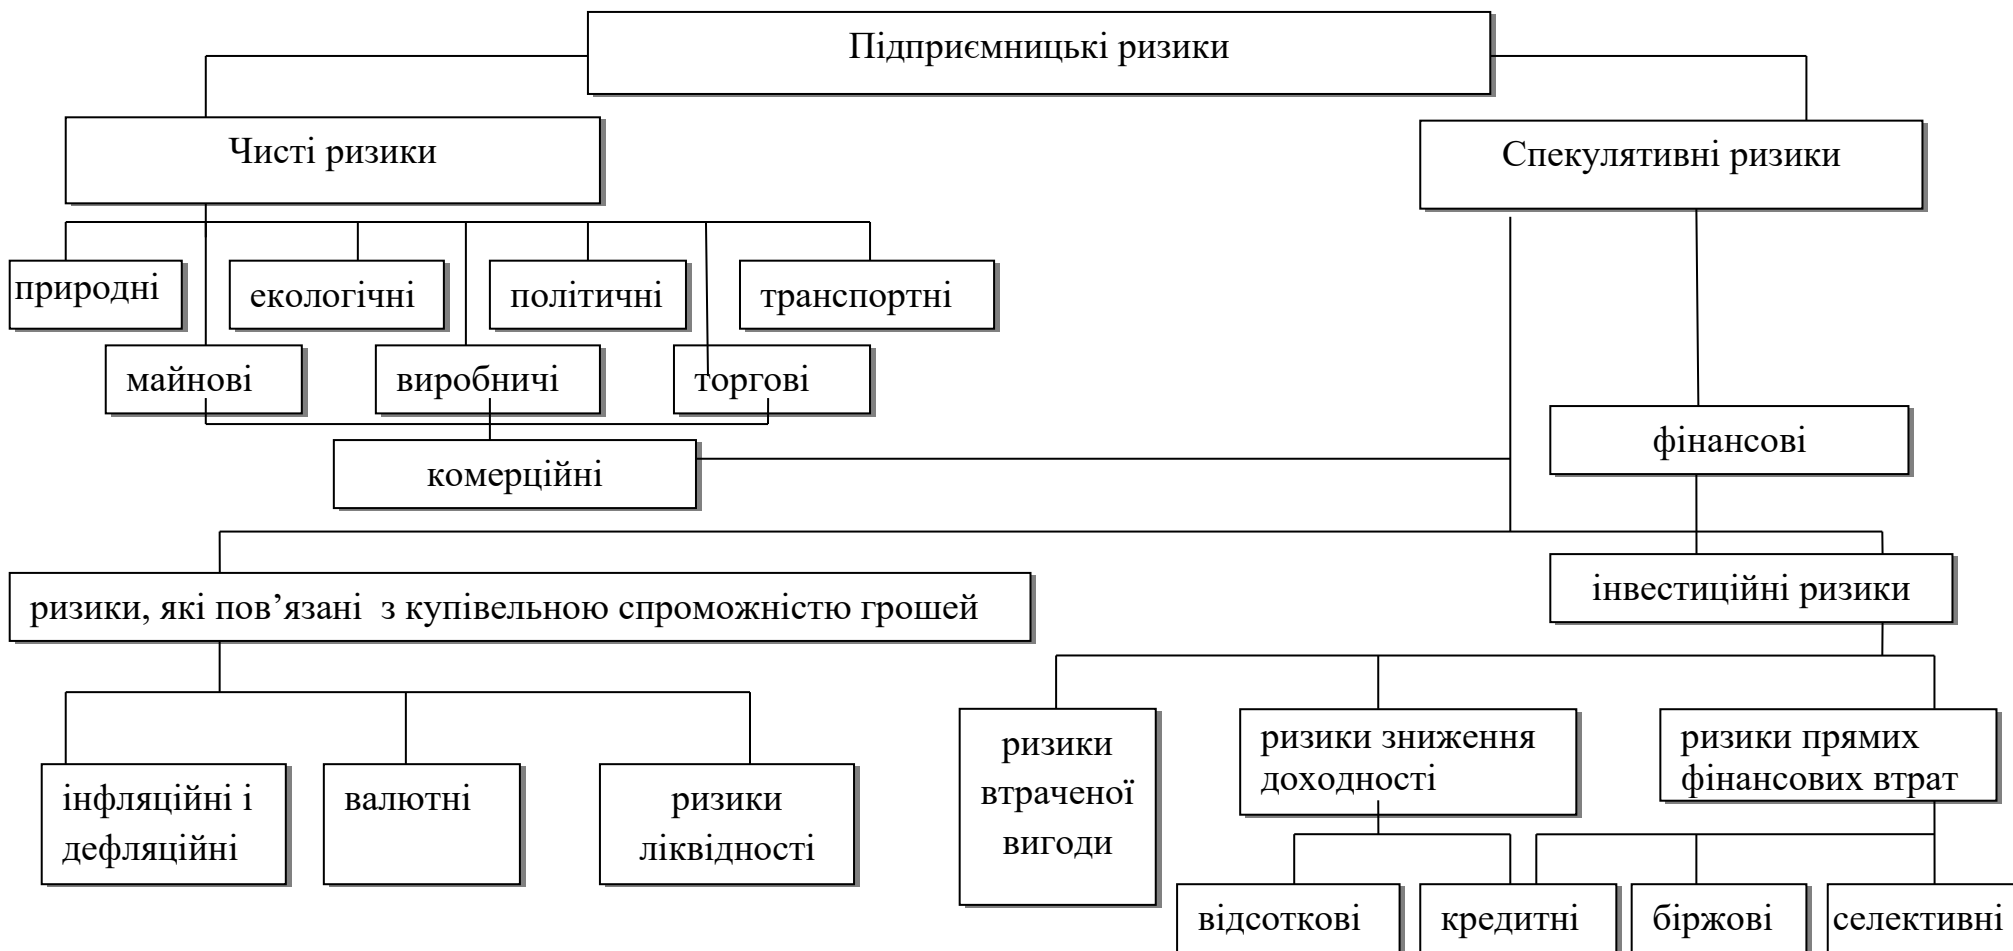 Підприємницькі ризики
Чисті ризики
Спекулятивні ризики
природні
екологічні
політичні
транспортні
майнові
виробничі
торгові
фінансові
комерційні
інвестиційні ризики
ризики, які пов’язані з купівельною спроможністю грошей
ризики
втраченої
вигоди
ризики зниження
доходності
ризики прямих
фінансових втрат
інфляційні і
дефляційні
валютні
ризики
ліквідності
відсоткові
кредитні
біржові
селективні